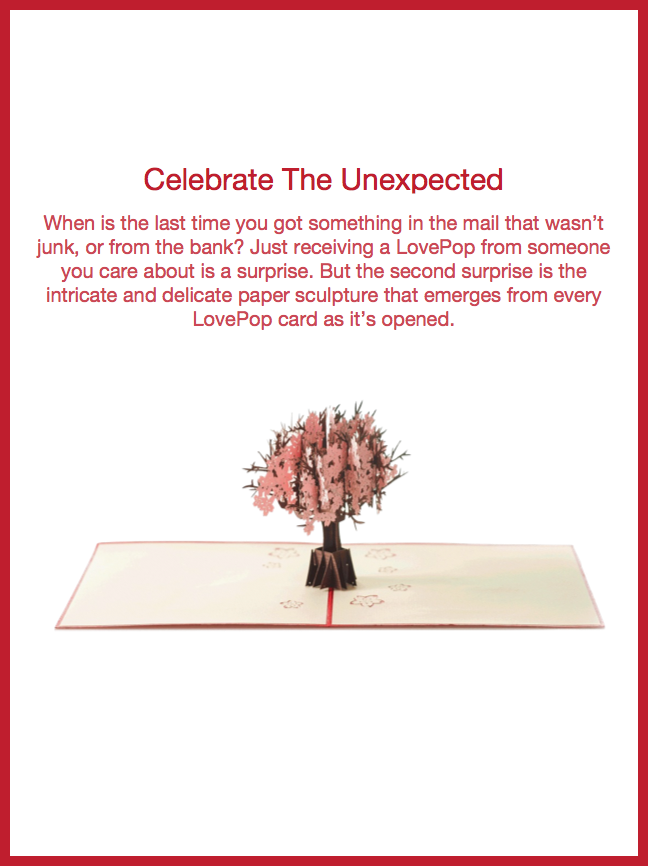 Celebrate The Unexpected
When is the last time you got something in the mail that wasn’t
junk, or from the bank? Just receiving a LovePop from someone
you care about is a surprise. But the second surprise is the
intricate and delicate paper sculpture that emerges from every
LovePop card as it’s opened.